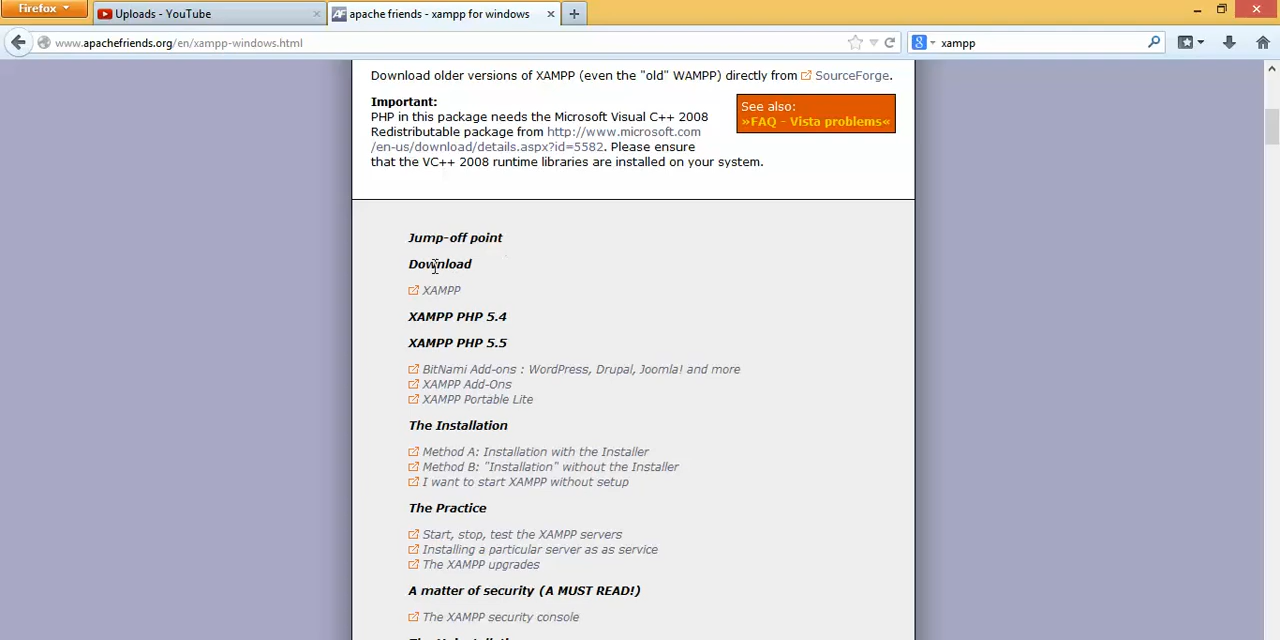 Firefox
Uploads - YouTube
apache friends - xampp for windows
www.apachefriends.org/en/xampp-windows.html
xampp
Download older versions of XAMPP (even the "old" WAMPP) directly from SourceForge.
Important:
PHP in this package needs the Microsoft Visual C++ 2008
Redistributable package from http://www.microsoft.com
/en-us/download/details.aspx?id=5582. Please ensure
that the VC++ 2008 runtime libraries are installed on your system.
See also:
»FAQ - Vista problems«
Jump-off point
Download
XAMPP
XAMPP PHP 5.4
XAMPP PHP 5.5
BitNami Add-ons : WordPress, Drupal, Joomla! and more
XAMPP Add-Ons
XAMPP Portable Lite
The Installation
Method A: Installation with the Installer
Method B: "Installation" without the Installer
I want to start XAMPP without setup
The Practice
Start, stop, test the XAMPP servers
Installing a particular server as as service
The XAMPP upgrades
A matter of security (A MUST READ!)
The XAMPP security console